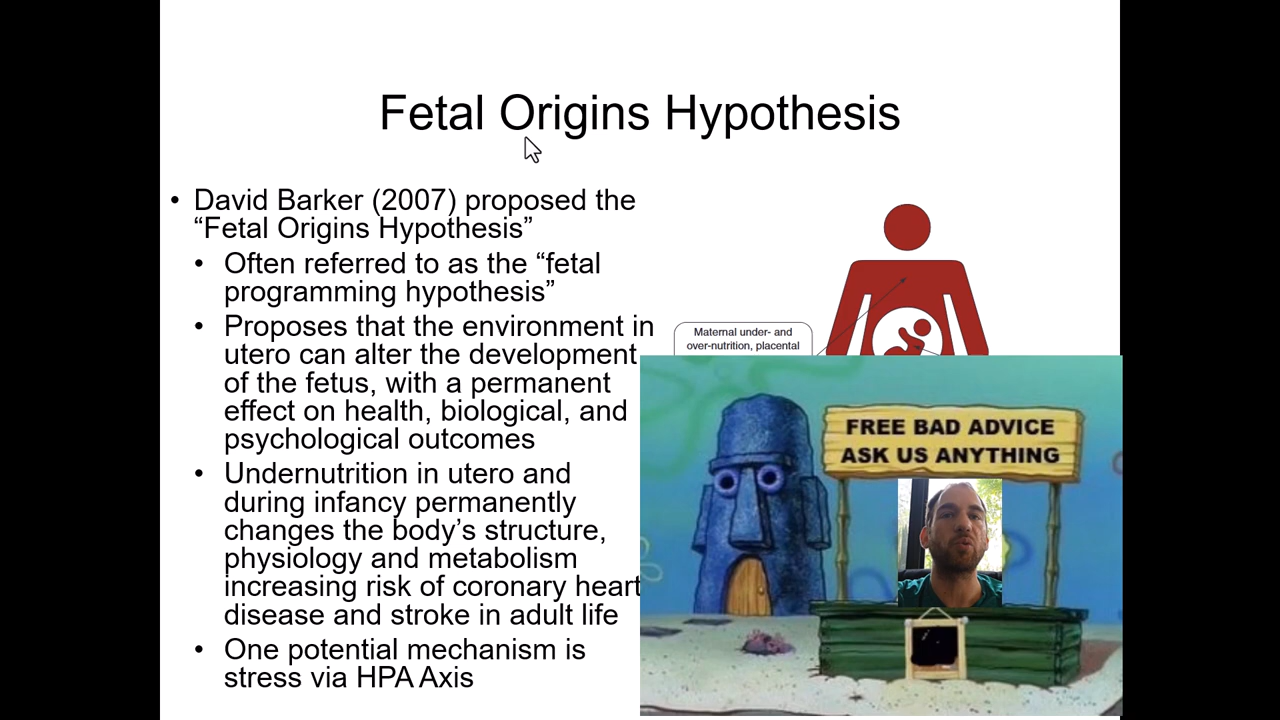 Fetal Origins Hypothesis
• David Barker (2007) proposed the
“Fetal Origins Hypothesis”
• Often referred to as the “fetal
programming hypothesis”
• Proposes that the environment in
utero can alter the development
of the fetus, with a permanent
effect on health, biological, and
psychological outcomes
• Undernutrition in utero and
during infancy permanently
changes the body’s structure,
physiology and metabolism
increasing risk of coronary heart
disease and stroke in adult life
• One potential mechanism is
stress via HPA Axis
Maternal under- and
over-nutrition, placental
FREE BAD ADVICE
ASK US ANYTHING